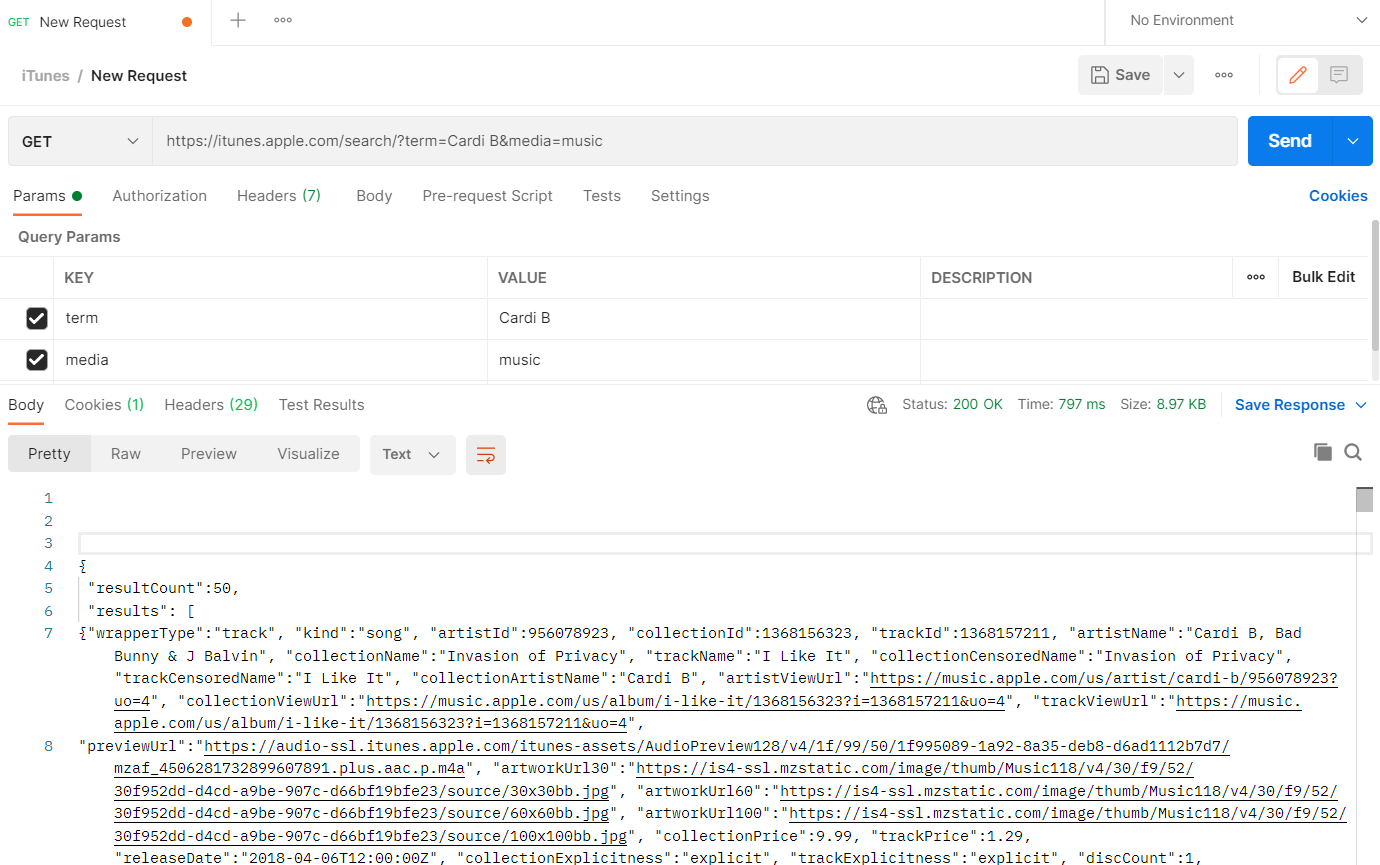 GET New Request
No Environment
iTunes / New Request
Save
GET
https://itunes.apple.com/search/?term=Cardi B&media=music
Send
Params Authorization Headers (7) Body Pre-request Script Tests Settings Cookies
Query Params
KEY VALUE DESCRIPTION Bulk Edit
term Cardi B
media music
Body Cookies (1) Headers (29) Test Results Status: 200 OK Time: 797 ms Size: 8.97 KB Save Response
Pretty Raw Preview Visualize Text
1
2
3
4 {
5 "resultCount":50,
6 "results": [
7 {"wrapperType":"track", "kind":"song", "artistId":956078923, "collectionId":1368156323, "trackId":1368157211, "artistName":"Cardi B, Bad
Bunny & J Balvin", "collectionName":"Invasion of Privacy", "trackName":"I Like It", "collectionCensoredName":"Invasion of Privacy",
"trackCensoredName":"I Like It", "collectionArtistName":"Cardi B", "artistViewUrl":"https://music.apple.com/us/artist/cardi-b/956078923?
uo=4", "collectionViewUrl":"https://music.apple.com/us/album/i-like-it/1368156323?i=1368157211&uo=4", "trackViewUrl":"https://music.
apple.com/us/album/i-like-it/1368156323?i=1368157211&uo=4",
8 "previewUrl":"https://audio-ssl.itunes.apple.com/itunes-assets/AudioPreview128/v4/1f/99/50/1f995089-1a92-8a35-deb8-d6ad1112b7d7/
mzaf_4506281732899607891.plus.aac.p.m4a", "artworkUrl30":"https://is4-ssl.mzstatic.com/image/thumb/Music118/v4/30/f9/52/
30f952dd-d4cd-a9be-907c-d66bf19bfe23/source/30x30bb.jpg", "artworkUrl60":"https://is4-ssl.mzstatic.com/image/thumb/Music118/v4/30/f9/52/
30f952dd-d4cd-a9be-907c-d66bf19bfe23/source/60x60bb.jpg", "artworkUrl100":"https://is4-ssl.mzstatic.com/image/thumb/Music118/v4/30/f9/52/
30f952dd-d4cd-a9be-907c-d66bf19bfe23/source/100x100bb.jpg", "collectionPrice":9.99, "trackPrice":1.29,
"releaseDate":"2018-04-06T12:00:00Z", "collectionExplicitness":"explicit", "trackExplicitness":"explicit", "discCount":1,